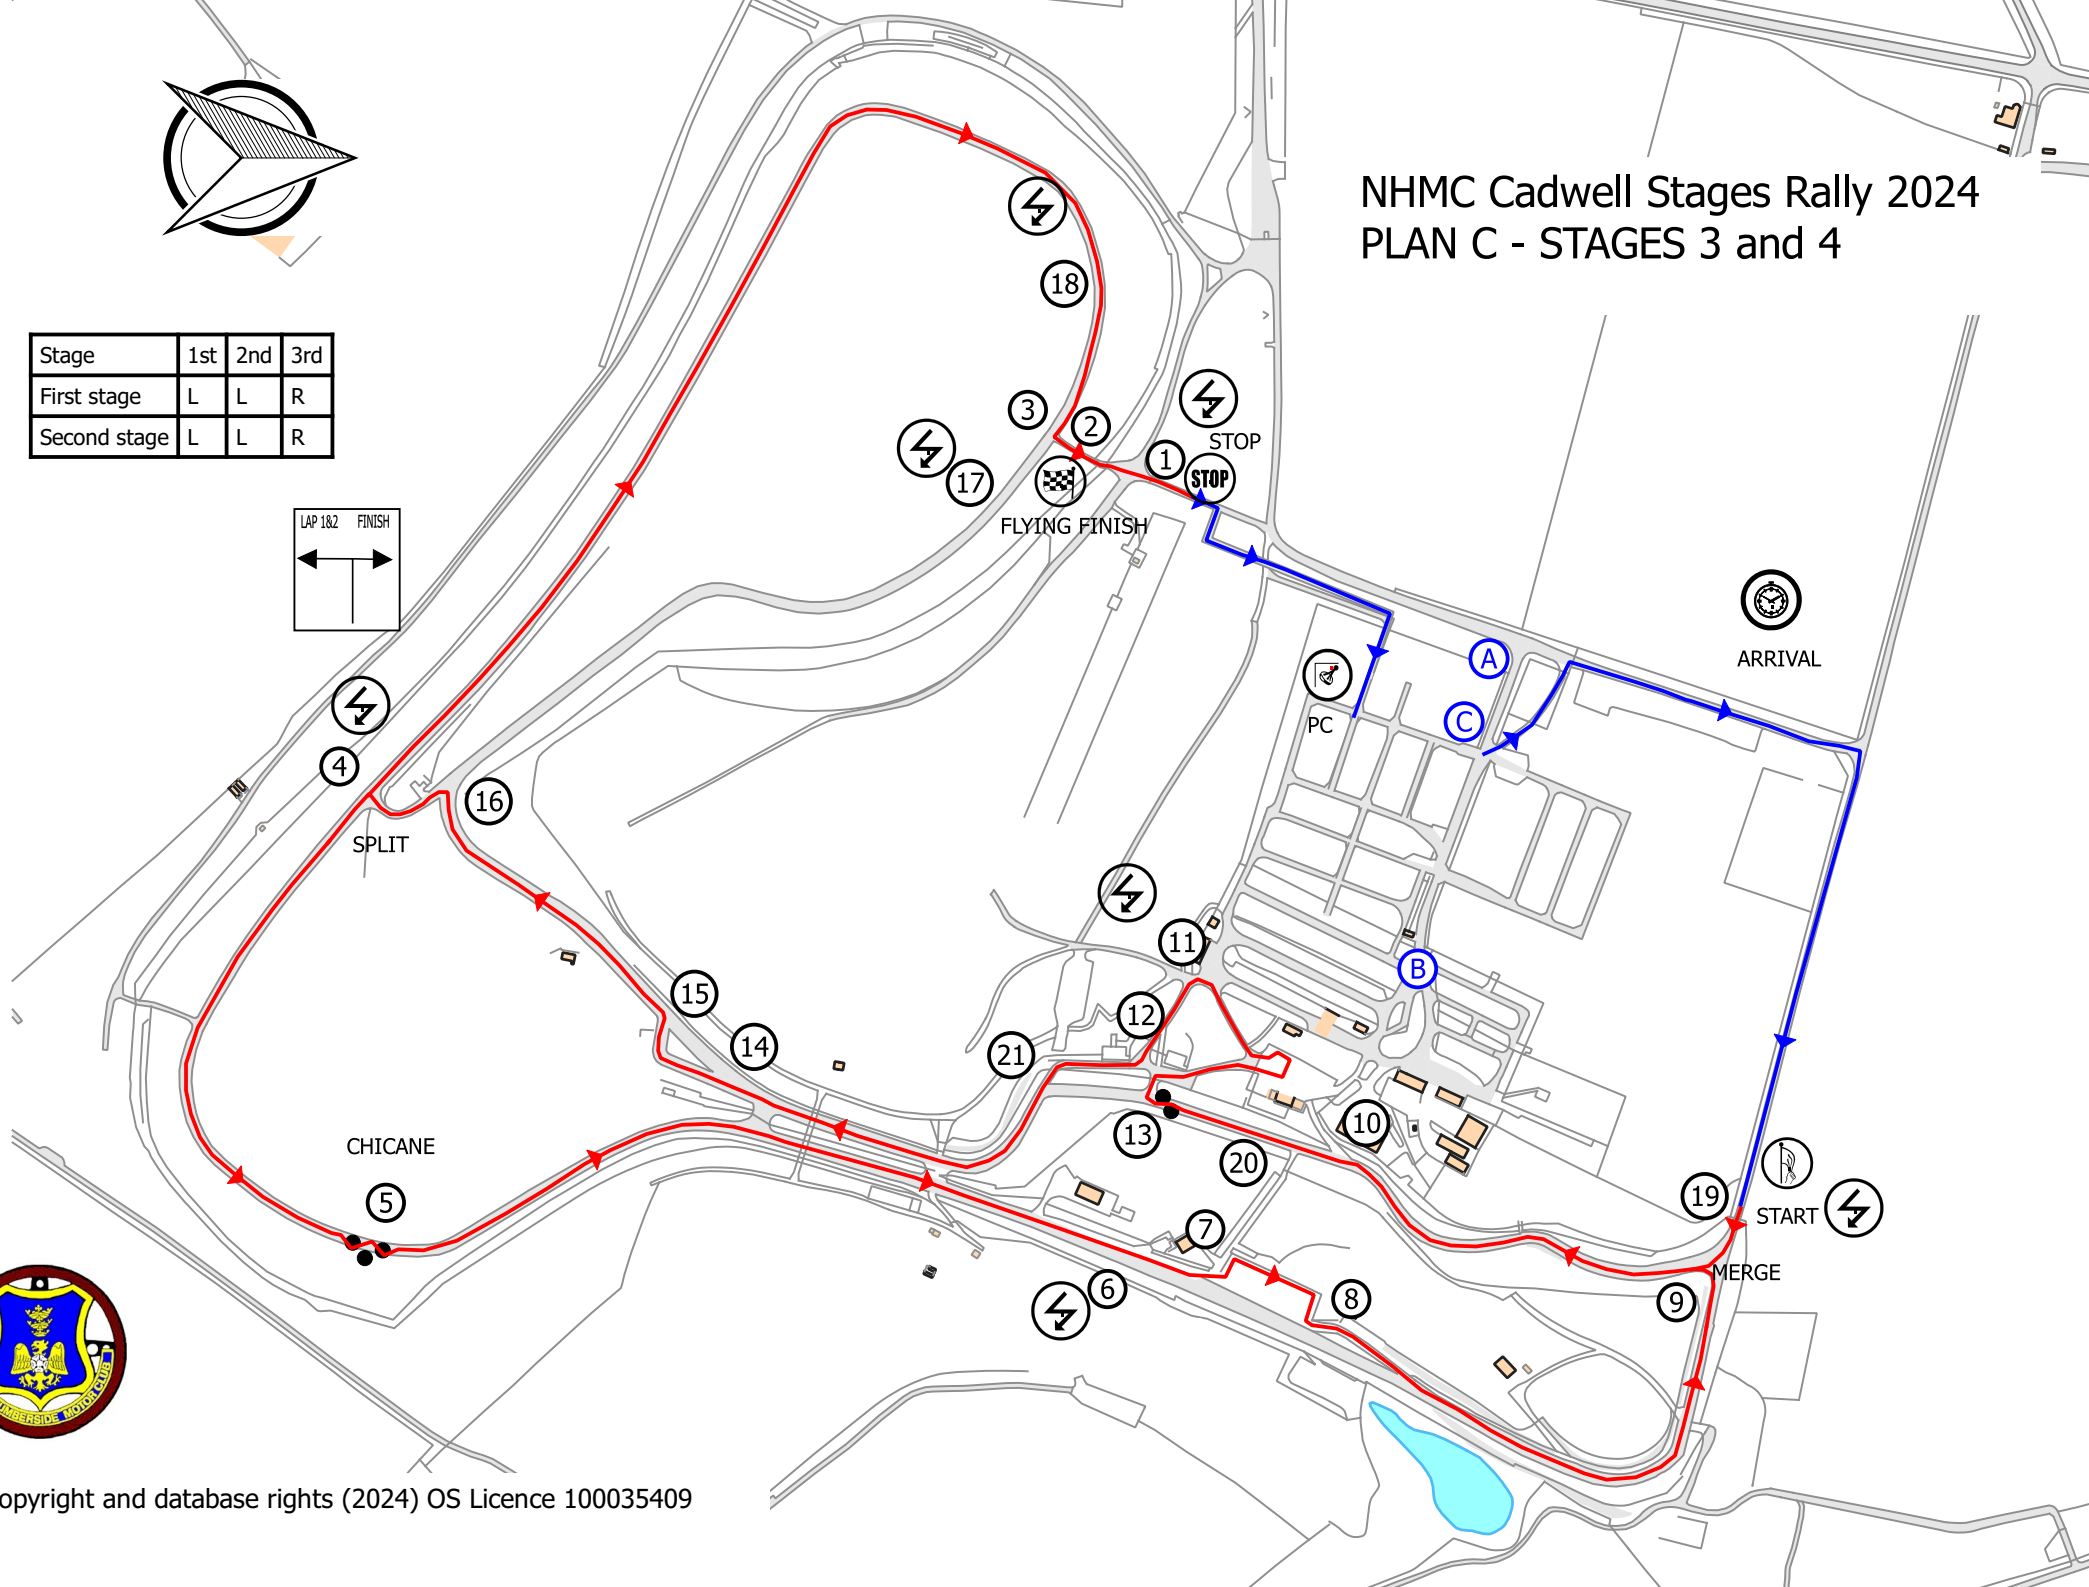 NHMC Cadwell Stages Rally 2024
PLAN C - STAGES 3 and 4
Stage 1st 2nd 3rd
First stage L L R
Second stage L L R
LAP 1&2 FINISH
18
3
2
1
STOP
STOP
17
FLYING FINISH
A
ARRIVAL
C
PC
4
16
SPLIT
11
B
15
12
14
21
10
13
20
CHICANE
5
19
START
7
MERGE
6
8
9
UMBERSIDE MOTOR CLUB
opyright and database rights (2024) OS Licence 100035409